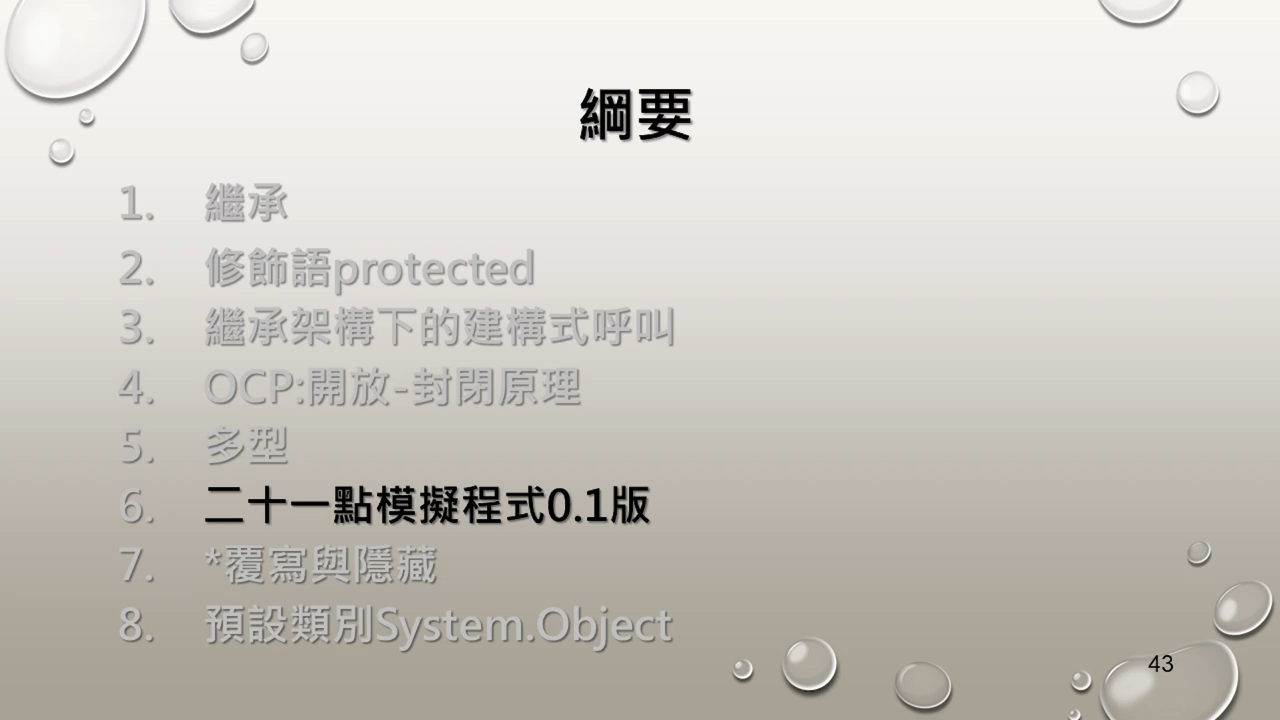 綱要
1. 繼承
2. 修飾語protected
3. 繼承架構下的建構式呼叫
4. OCP:開放-封閉原理
5. 多型
6. 二十一點模擬程式0.1版
7. *覆寫與隱藏
8. 預設類別System.Object
43